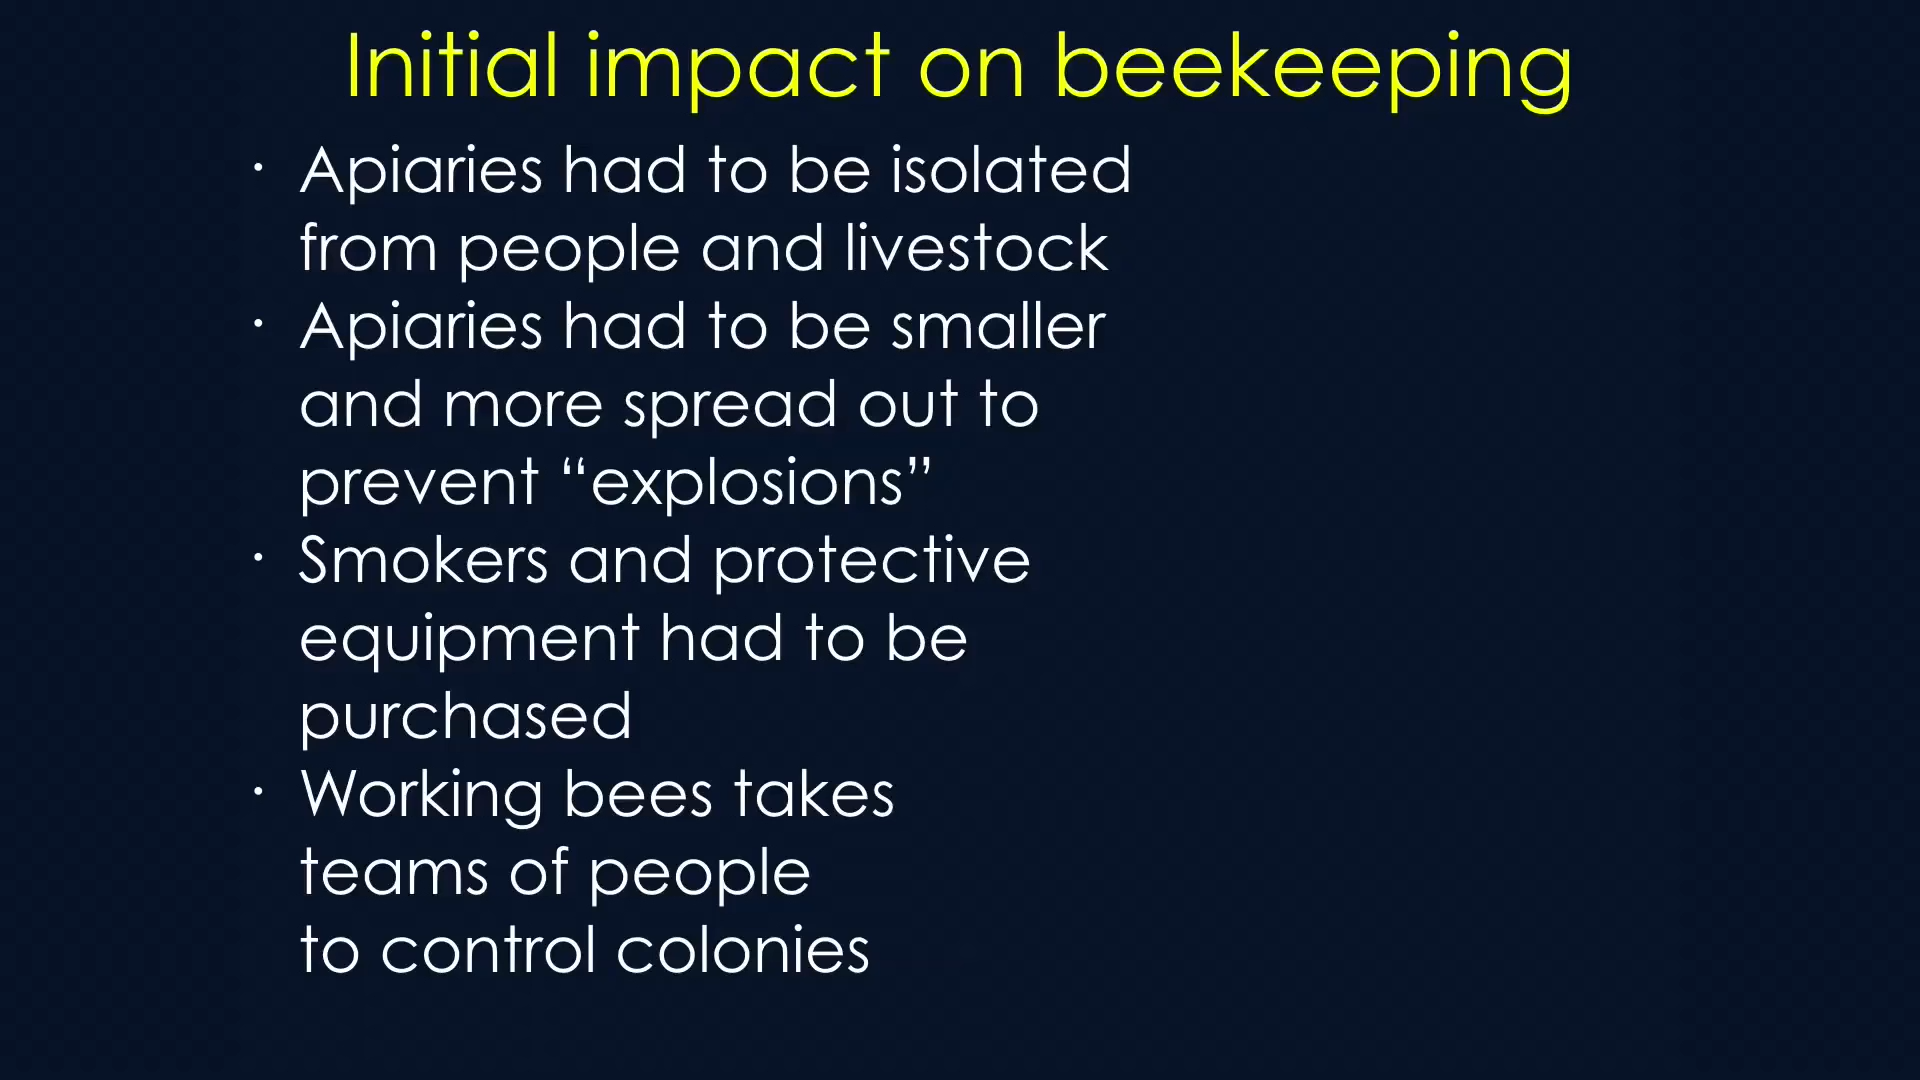 Initial impact on beekeeping
· Apiaries had to be isolated
from people and livestock
· Apiaries had to be smaller
and more spread out to
prevent “explosions”
· Smokers and protective
equipment had to be
purchased
· Working bees takes
teams of people
to control colonies